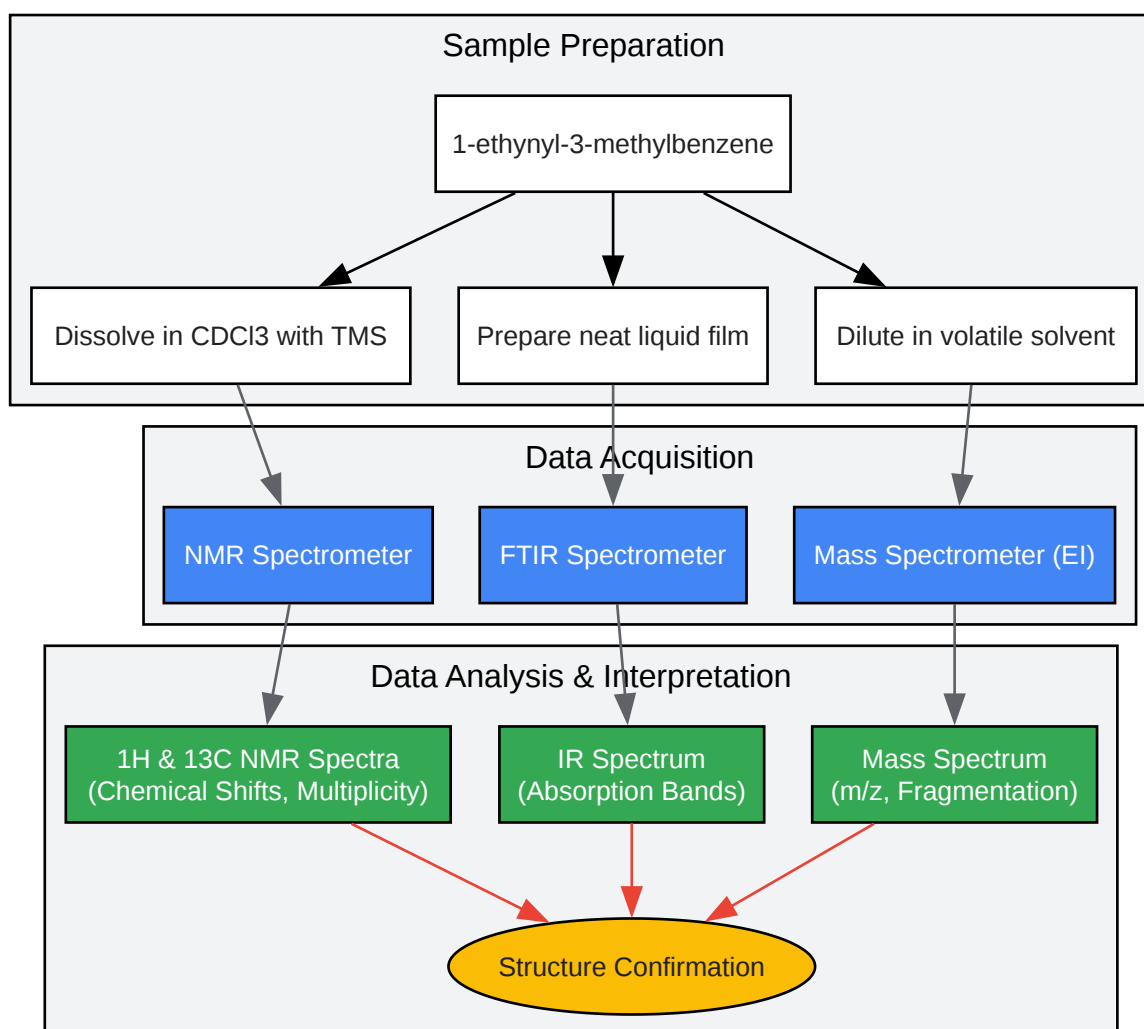 Sample Preparation
1-ethynyl-3-methylbenzene
Dissolve in CDCl3 with TMS
Prepare neat liquid film
Dilute in volatile solvent
Data Acquisition
NMR Spectrometer
FTIR Spectrometer
Mass Spectrometer (EI)
Data Analysis & Interpretation
1H & 13C NMR Spectra
(Chemical Shifts, Multiplicity)
IR Spectrum
(Absorption Bands)
Mass Spectrum
(m/z, Fragmentation)
Structure Confirmation